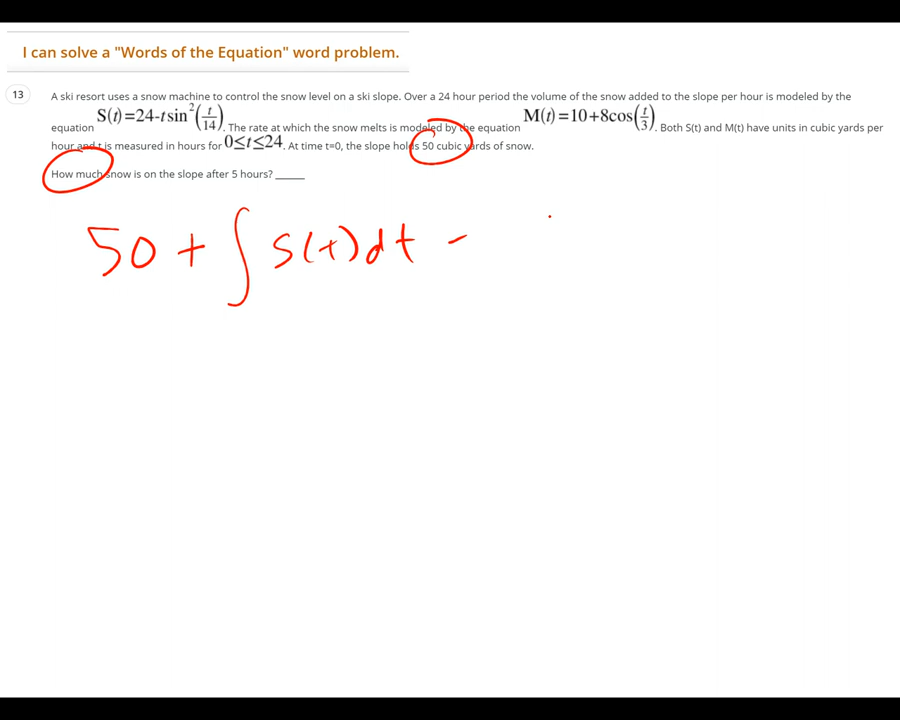 I can solve a "Words of the Equation" word problem.
13
A ski resort uses a snow machine to control the snow level on a ski slope. Over a 24 hour period the volume of the snow added to the slope per hour is modeled by the
equation S(t)=24-t sin²(t/14). The rate at which the snow melts is modeled by the equation M(t)=10+8cos(t/3). Both S(t) and M(t) have units in cubic yards per
hour and t is measured in hours for 0≤t≤24. At time t=0, the slope holds 50 cubic yards of snow.
How much snow is on the slope after 5 hours? _____
50 + ∫ S(t)dt -